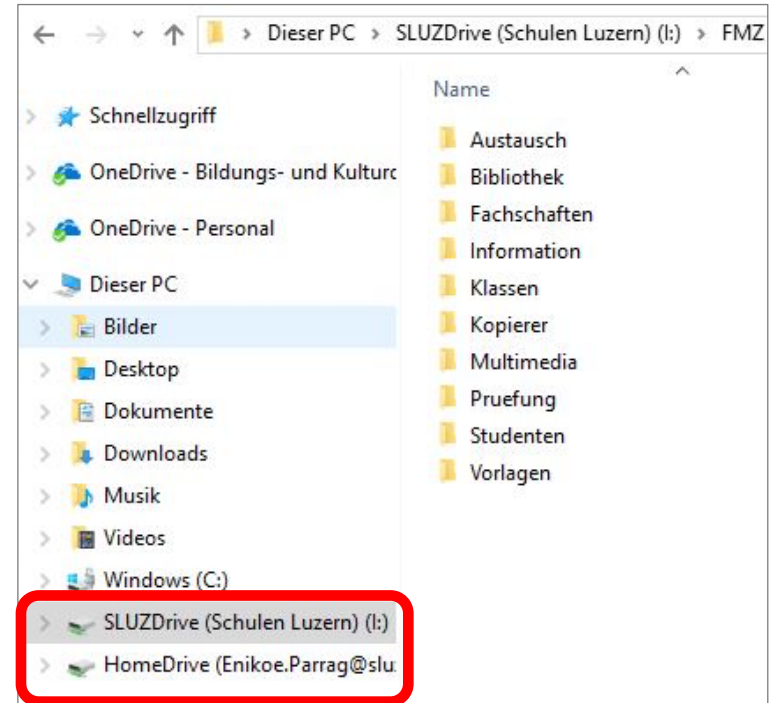 Dieser PC > SLUZDrive (Schulen Luzern) (I:) > FMZ
Schnellzugriff
OneDrive - Bildungs- und Kulturd
OneDrive - Personal
Dieser PC
Bilder
Desktop
Dokumente
Downloads
Musik
Videos
Windows (C:)
SLUZDrive (Schulen Luzern) (I:)
HomeDrive (Enikoe.Parrag@sluz
Name
Austausch
Bibliothek
Fachschaften
Information
Klassen
Kopierer
Multimedia
Pruefung
Studenten
Vorlagen